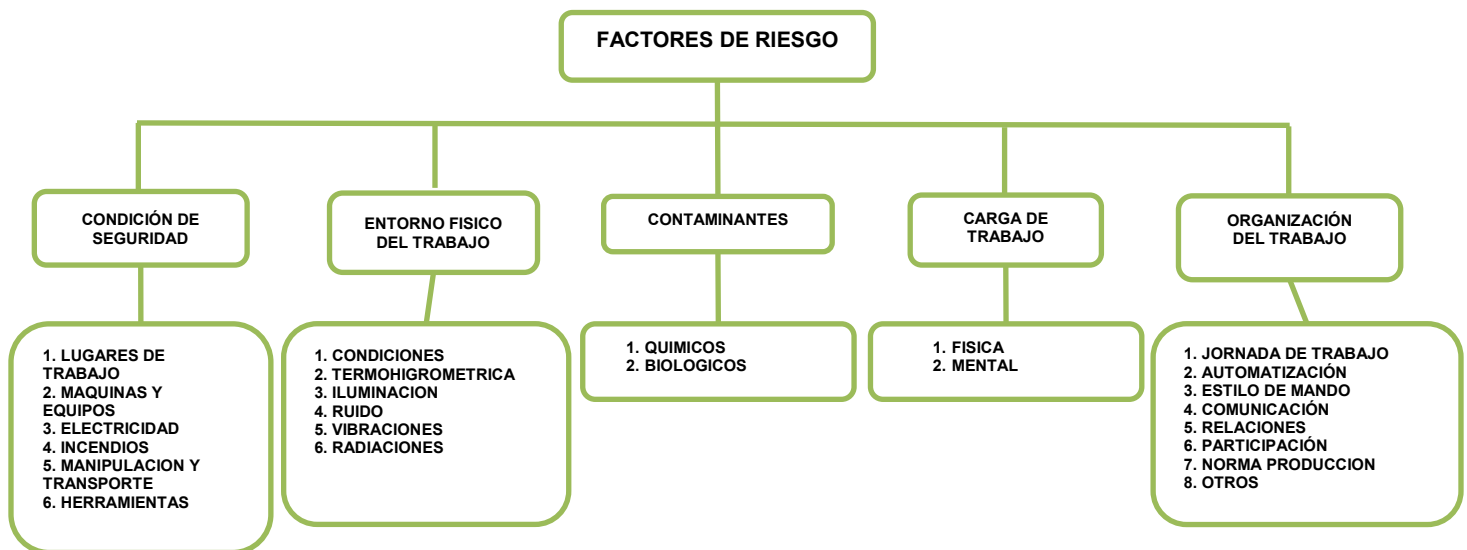 FACTORES DE RIESGO
CONDICIÓN DE
SEGURIDAD
ENTORNO FISICO
DEL TRABAJO
CONTAMINANTES
CARGA DE
TRABAJO
ORGANIZACIÓN
DEL TRABAJO
1. LUGARES DE
TRABAJO
2. MAQUINAS Y
EQUIPOS
3. ELECTRICIDAD
4. INCENDIOS
5. MANIPULACION Y
TRANSPORTE
6. HERRAMIENTAS
1. CONDICIONES
2. TERMOHIGROMETRICA
3. ILUMINACION
4. RUIDO
5. VIBRACIONES
6. RADIACIONES
1. QUIMICOS
2. BIOLOGICOS
1. FISICA
2. MENTAL
1. JORNADA DE TRABAJO
2. AUTOMATIZACIÓN
3. ESTILO DE MANDO
4. COMUNICACIÓN
5. RELACIONES
6. PARTICIPACIÓN
7. NORMA PRODUCCION
8. OTROS